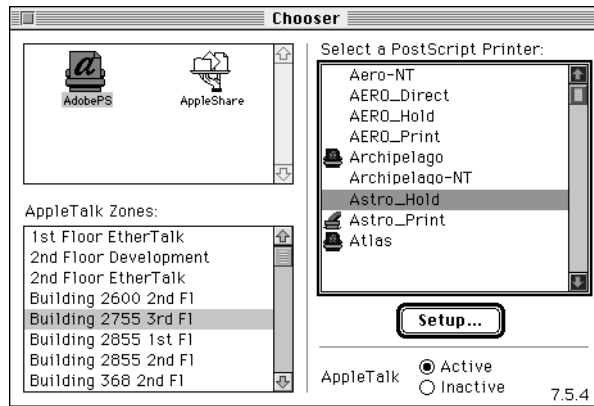 Chooser
AdobePS
AppleShare
AppleTalk Zones:
1st Floor EtherTalk
2nd Floor Development
2nd Floor EtherTalk
Building 2600 2nd Fl
Building 2755 3rd Fl
Building 2855 1st Fl
Building 2855 2nd Fl
Building 368 2nd Fl
Select a PostScript Printer:
Aero-NT
AERO_Direct
AERO_Hold
AERO_Print
Archipelago
Archipelago-NT
Astro_Hold
Astro_Print
Atlas
Setup...
AppleTalk
Active
Inactive
7.5.4